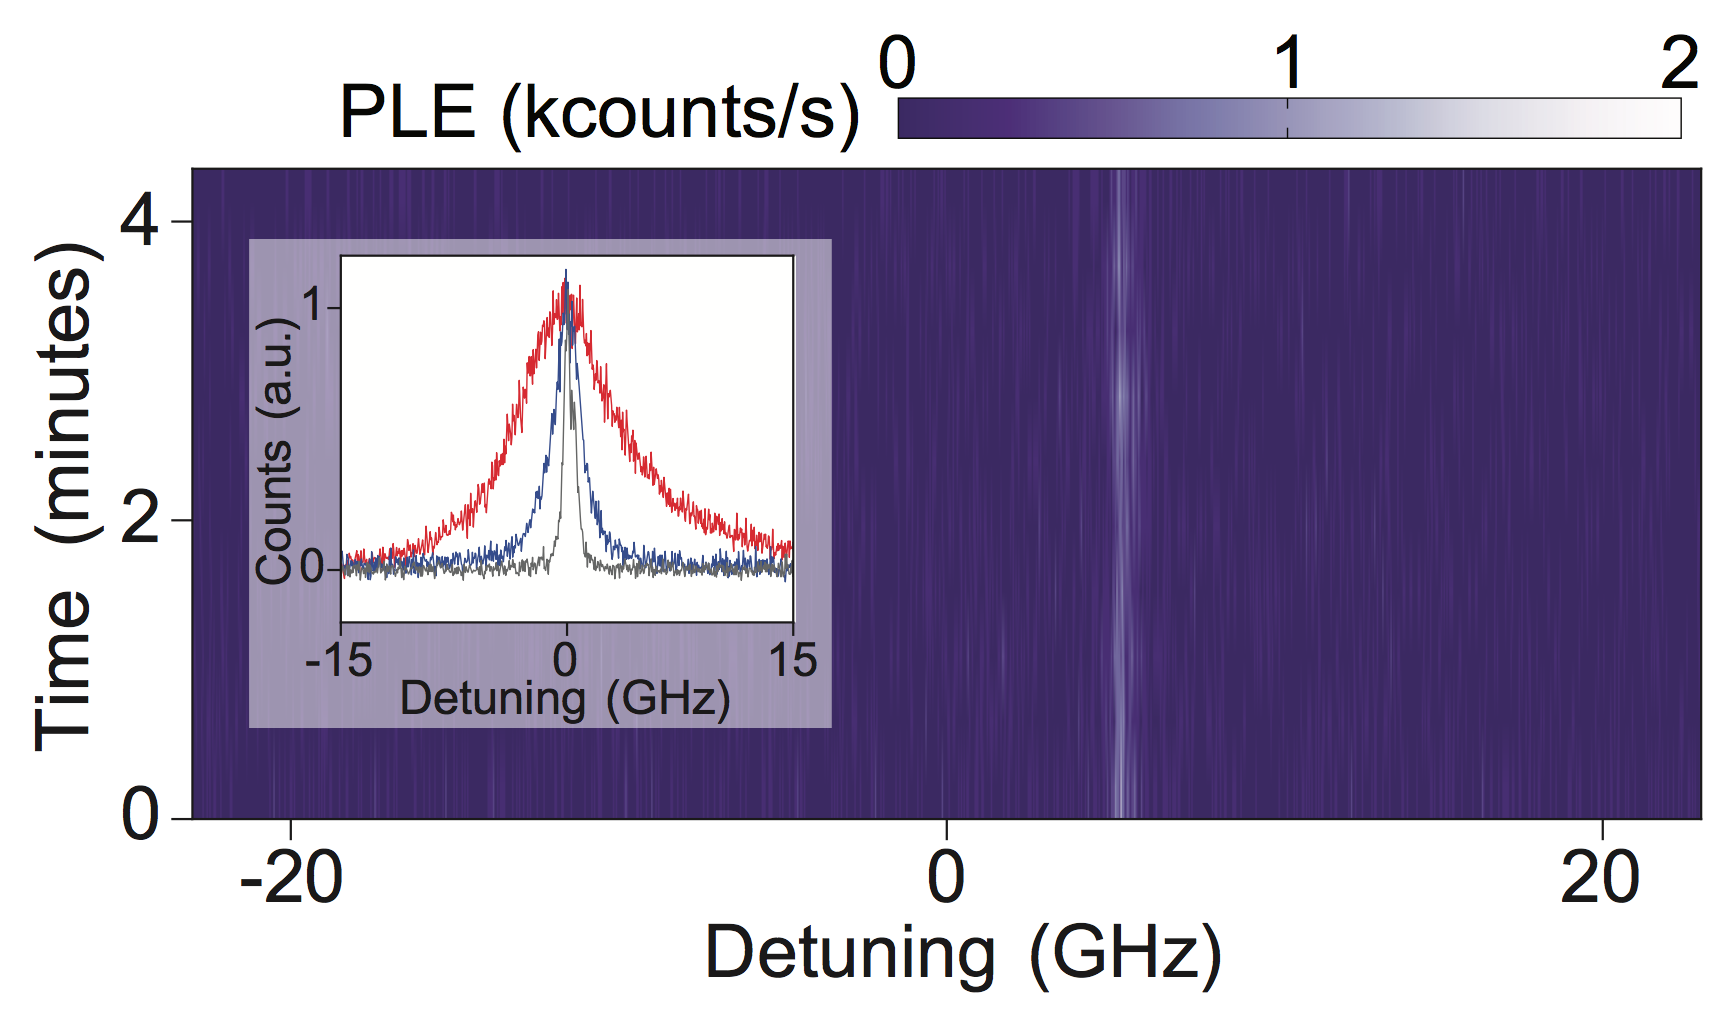 0 1 2
PLE (kcounts/s)
4
2
0
Time (minutes)
1
0
Counts (a.u.)
-15 0 15
Detuning (GHz)
-20 0 20
Detuning (GHz)